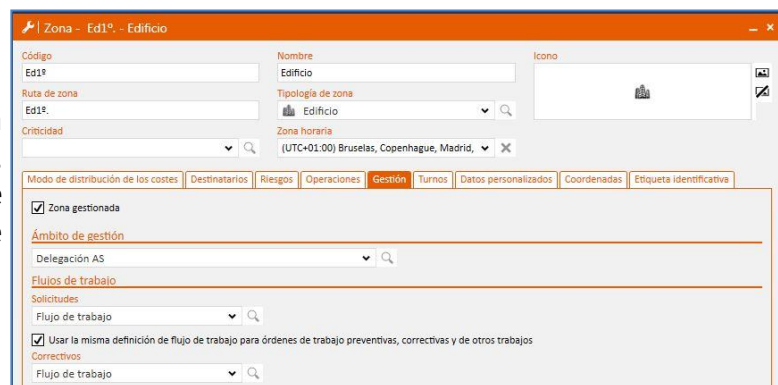 Zona - Ed1º. - Edificio
Código
Nombre
Icono
Ed1º
Edificio
Ruta de zona
Tipología de zona
Ed1º.
Edificio
Criticidad
Zona horaria
(UTC+01:00) Bruselas, Copenhague, Madrid,
Modo de distribución de los costes Destinatarios Riesgos Operaciones Gestión Turnos Datos personalizados Coordenadas Etiqueta identificativa
Zona gestionada
Ámbito de gestión
Delegación AS
Flujos de trabajo
Solicitudes
Flujo de trabajo
Usar la misma definición de flujo de trabajo para órdenes de trabajo preventivas, correctivas y de otros trabajos
Correctivos
Flujo de trabajo